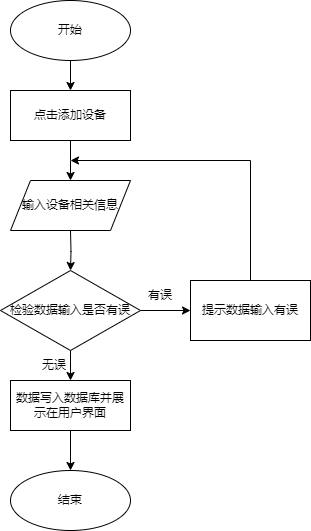 开始
点击添加设备
输入设备相关信息
检验数据输入是否有误
有误
提示数据输入有误
无误
数据写入数据库并展
示在用户界面
结束